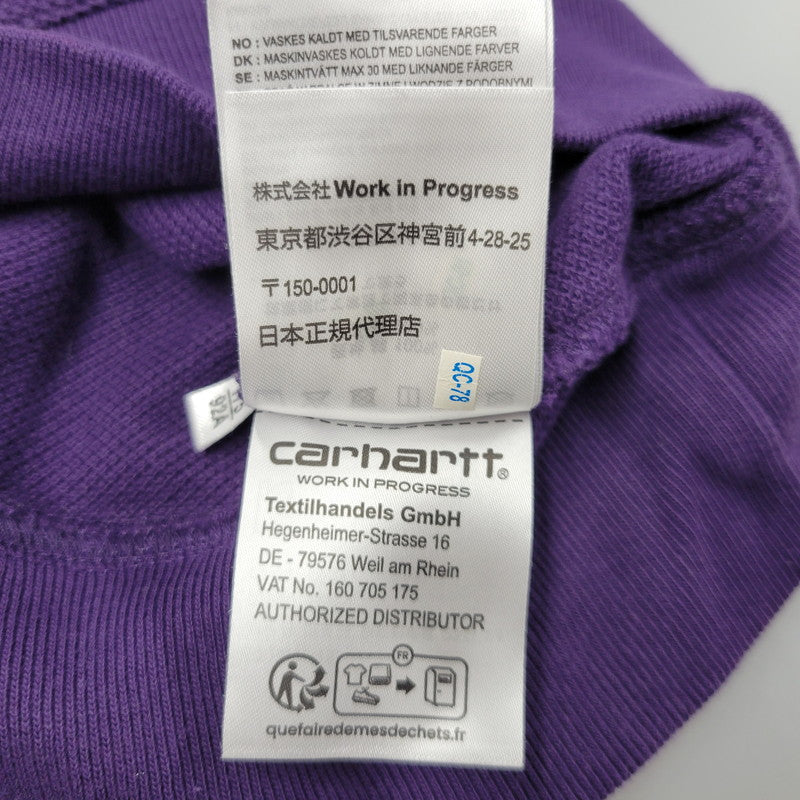 NO : VASKES KALDT MED TILSVARENDE FARGER
DK : MASKINVASKES KOLDT MED LIGNENDE FARVER
SE : MASKINTVÄTT MAX 30 MED LIKNANDE FÄRGER
株式会社Work in Progress
東京都渋谷区神宮前4-28-25
〒150-0001
日本正規代理店
QC-78
92A
carhartt®
WORK IN PROGRESS
Textilhandels GmbH
Hegenheimer-Strasse 16
DE - 79576 Weil am Rhein
VAT No. 160 705 175
AUTHORIZED DISTRIBUTOR
FR
quefairedemesdechets.fr